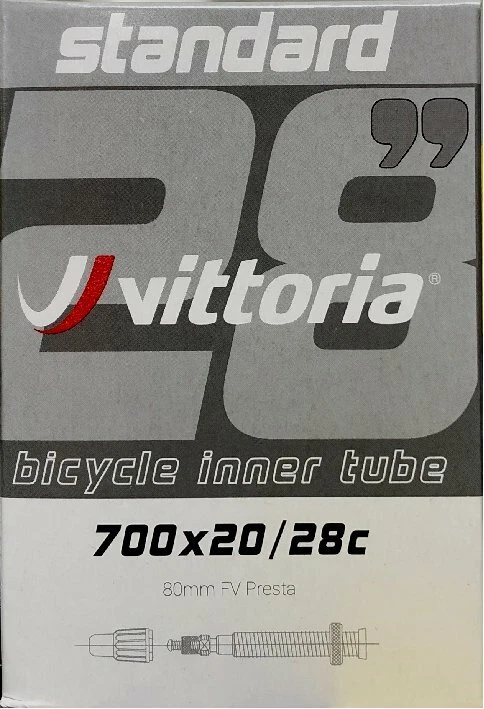 standard
28”
vittoria®
bicycle inner tube
700x20/28c
80mm FV Presta